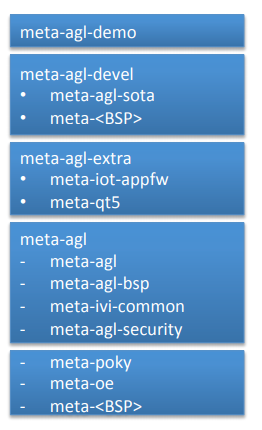 meta-agl-demo
meta-agl-devel
• meta-agl-sota
• meta-<BSP>
meta-agl-extra
• meta-iot-appfw
• meta-qt5
meta-agl
- meta-agl
- meta-agl-bsp
- meta-ivi-common
- meta-agl-security
- meta-poky
- meta-oe
- meta-<BSP>